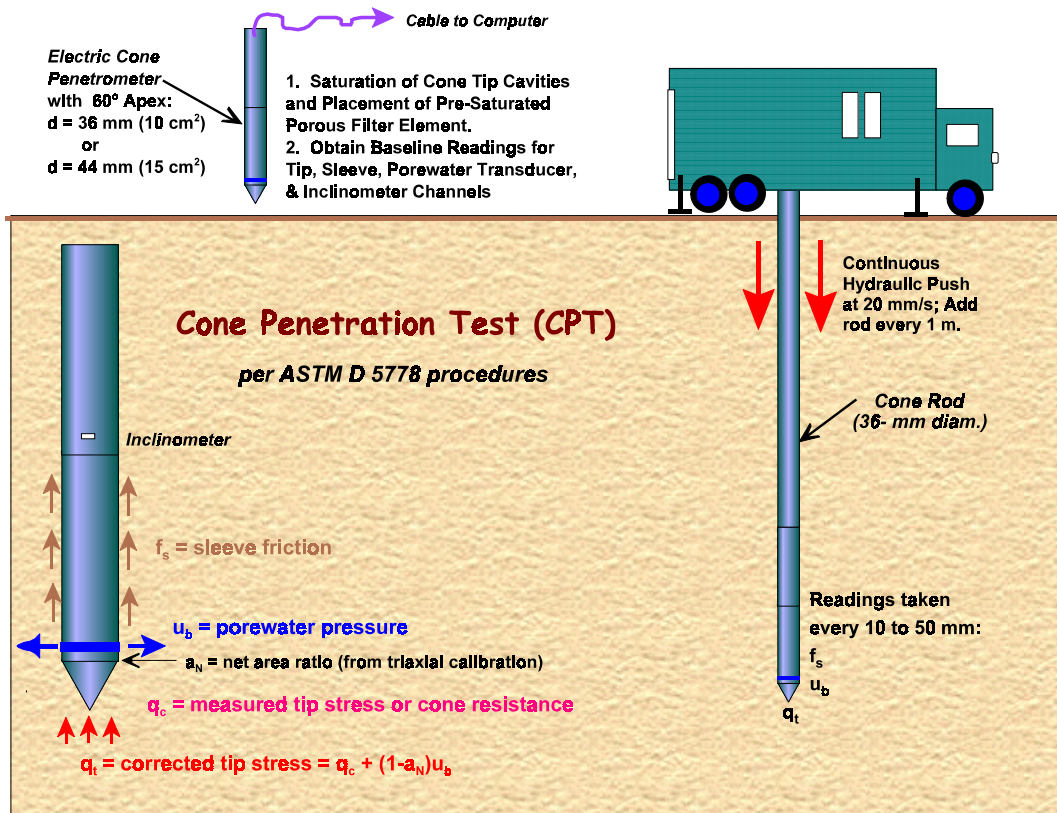 Cable to Computer
Electric Cone
Penetrometer
with 60° Apex:
d = 36 mm (10 cm²)
or
d = 44 mm (15 cm²)
1. Saturation of Cone Tip Cavities
and Placement of Pre-Saturated
Porous Filter Element.
2. Obtain Baseline Readings for
Tip, Sleeve, Porewater Transducer,
& Inclinometer Channels
Continuous
Hydraulic Push
at 20 mm/s; Add
rod every 1 m.
Cone Penetration Test (CPT)
per ASTM D 5778 procedures
Cone Rod
(36- mm diam.)
Inclinometer
fs = sleeve friction
ub = porewater pressure
aN = net area ratio (from triaxial calibration)
qc = measured tip stress or cone resistance
qt = corrected tip stress = qc + (1-aN)ub
Readings taken
every 10 to 50 mm:
fs
ub
qt